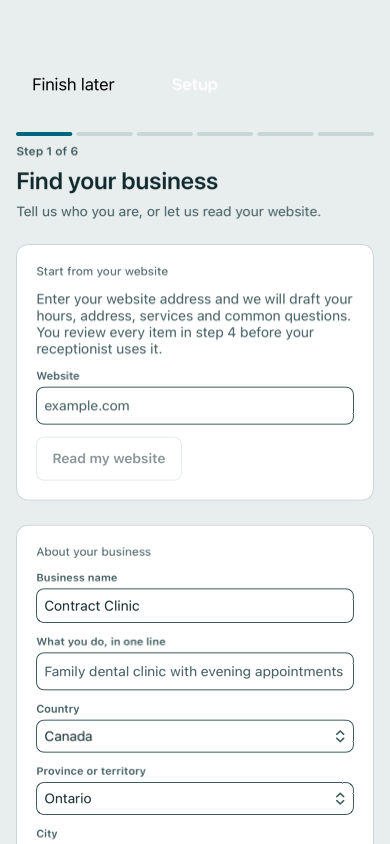 Finish later
Setup
Step 1 of 6
Find your business
Tell us who you are, or let us read your website.
Start from your website
Enter your website address and we will draft your
hours, address, services and common questions.
You review every item in step 4 before your
receptionist uses it.
Website
example.com
Read my website
About your business
Business name
Contract Clinic
What you do, in one line
Family dental clinic with evening appointments
Country
Canada
Province or territory
Ontario
City